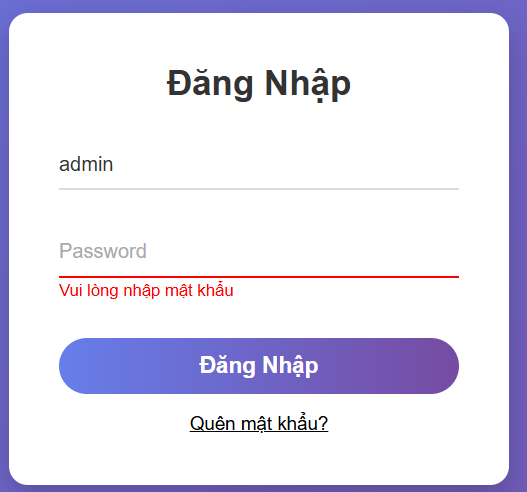 Đăng Nhập
admin
Password
Vui lòng nhập mật khẩu
Đăng Nhập
Quên mật khẩu?